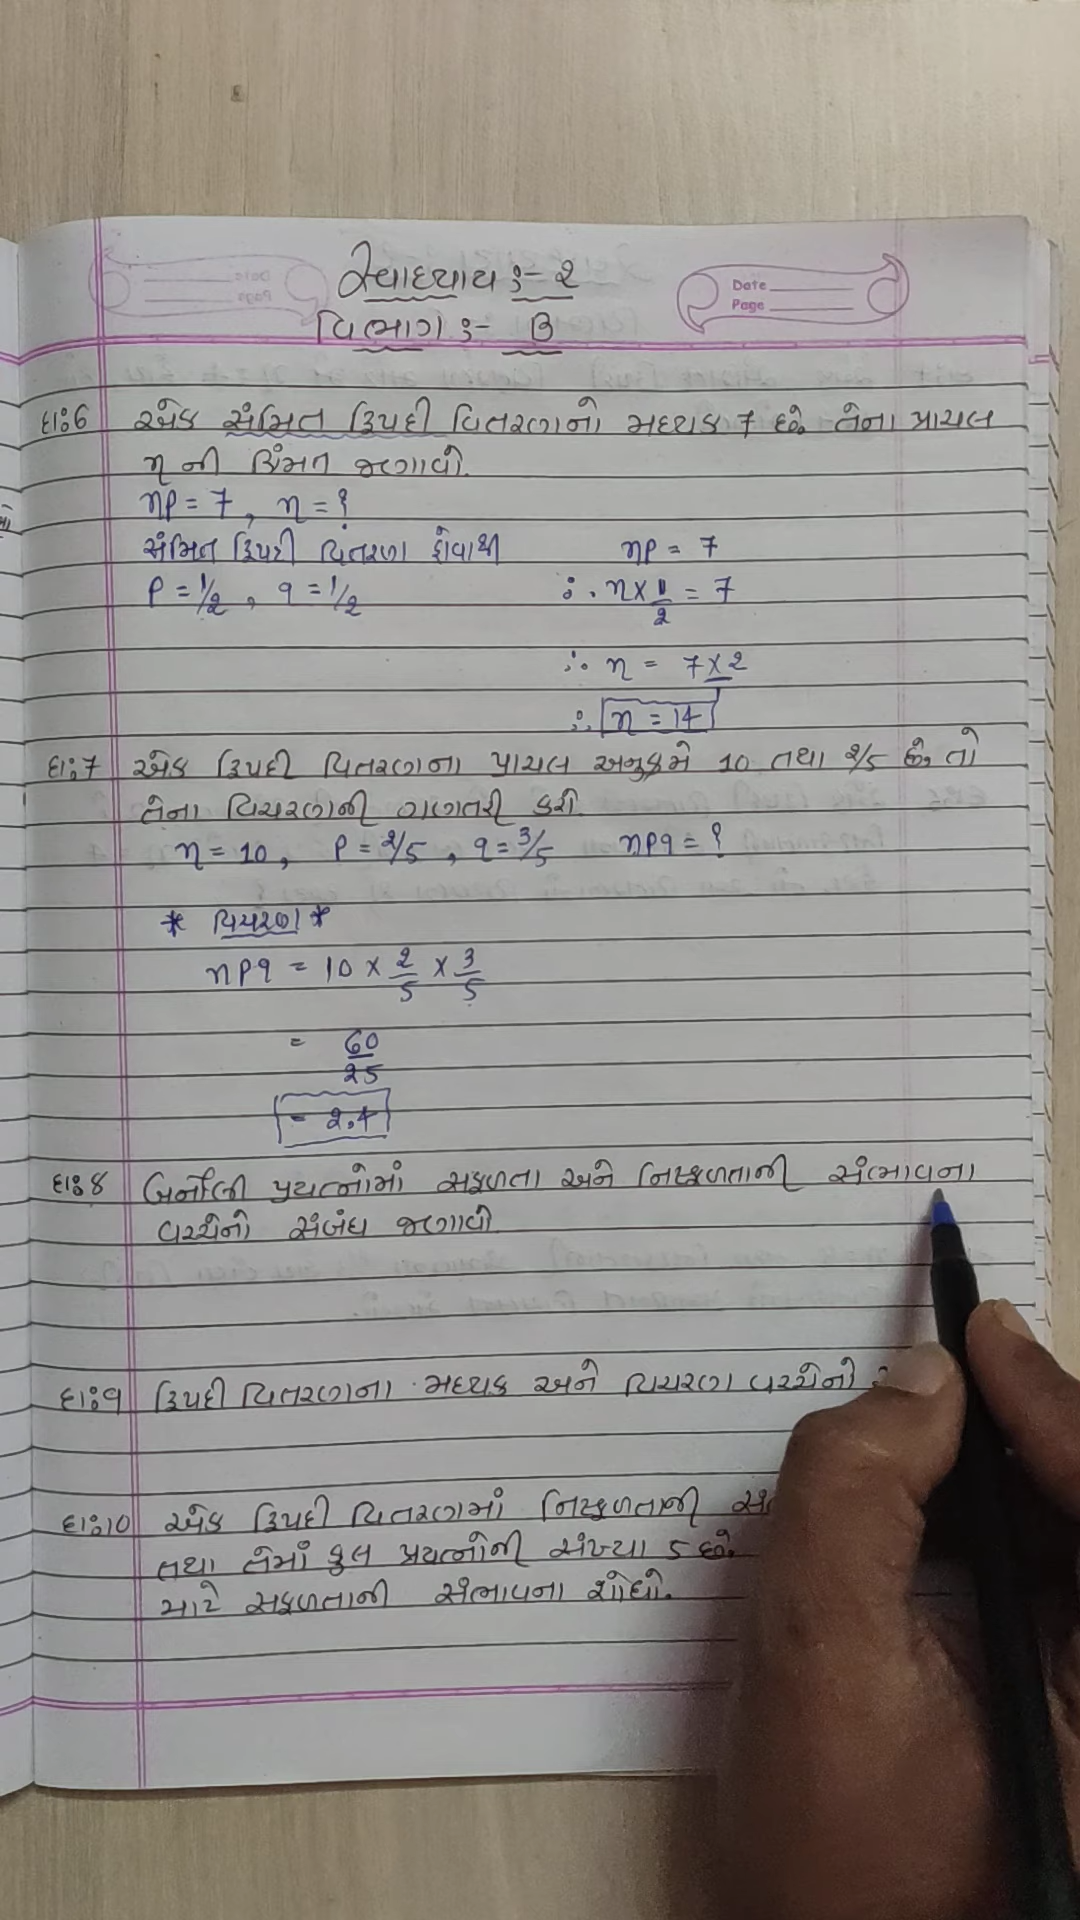 સ્વાધ્યાય :- 2
વિભાગ :- B
Date
Page
દા:6 એક સંમિત દ્વિપદી વિતરણનો મધ્યક 7 છે. તેના પ્રાચલ
n ની કિંમત જણાવો.
np = 7, n = ?
સંમિત દ્વિપદી વિતરણ હોવાથી
p = 1/2, q = 1/2
np = 7
∴ n × 1/2 = 7
∴ n = 7 × 2
∴ n = 14
દા:7 એક દ્વિપદી વિતરણના પ્રાચલ અનુક્રમે 10 તથા 2/5 છે. તો
તેના વિચરણની ગણતરી કરો.
n = 10, p = 2/5, q = 3/5 npq = ?
* વિચરણ *
npq = 10 × 2/5 × 3/5
= 60/25
= 2.4
દા:8 બર્નોલી પ્રયત્નોમાં સફળતા અને નિષ્ફળતાની સંભાવના
વચ્ચેનો સંબંધ જણાવો
દા:9 દ્વિપદી વિતરણના મધ્યક અને વિચરણ વચ્ચેનો
દા:10 એક દ્વિપદી વિતરણમાં નિષ્ફળતાની
તથા તેમાં કુલ પ્રયત્નોની સંખ્યા 5 છે.
માટે સફળતાની સંભાવના શોધો.